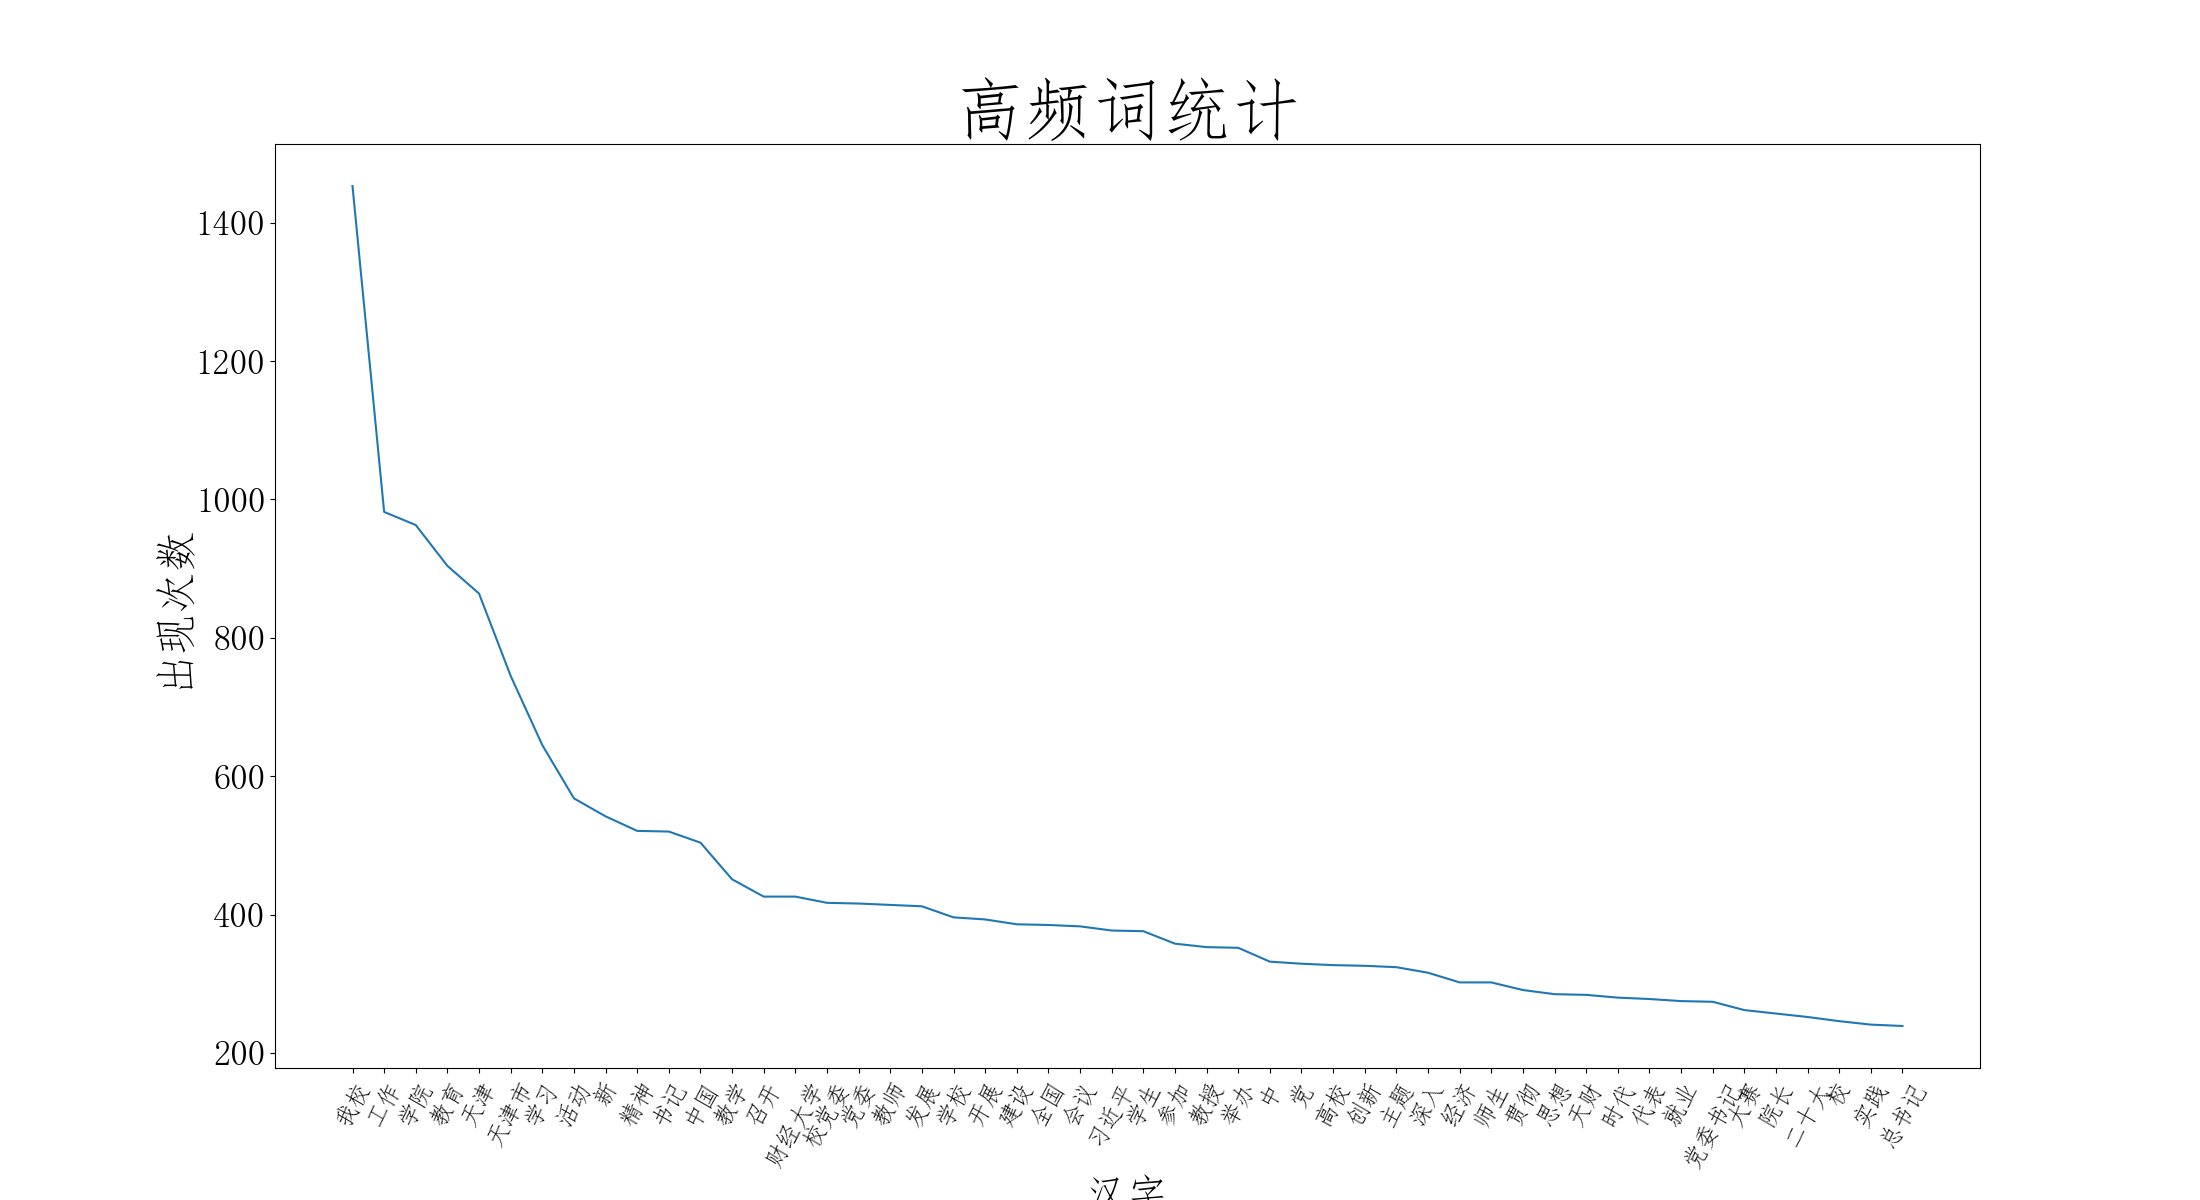 高频词统计
1400
1200
1000
800
600
400
200
出现次数
我校
工作
学院
教育
天津
天津市
学习
活动
新
精神
书记
中国
教学
召开
财经大学
校党委
党委
教师
发展
学校
开展
建设
全国
会议
习近平
学生
参加
教授
举办
中
党
高校
创新
主题
深入
经济
师生
贯彻
思想
天财
时代
代表
就业
党委书记
大赛
院长
二十大
校
实践
总书记
汉字